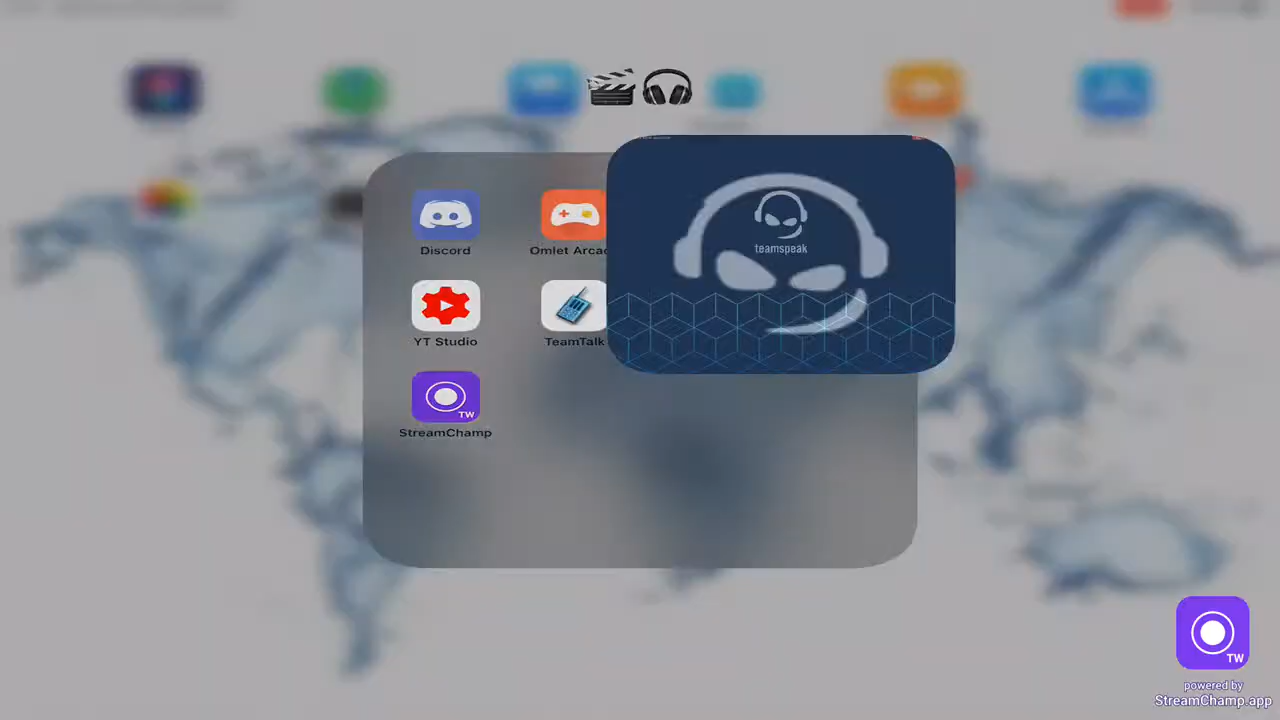 Discord
Omlet Arcad
teamspeak
YT Studio
TeamTalk
StreamChamp
TW
TW
powered by
StreamChamp.app